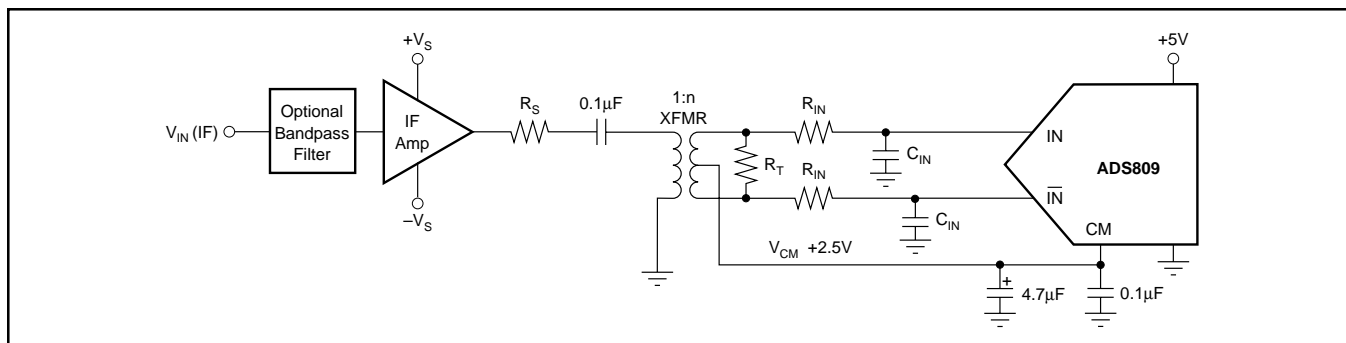 +V_S
+5V
Optional
Bandpass
Filter
V_IN (IF)
IF
Amp
–V_S
R_S
0.1µF
1:n
XFMR
R_T
R_IN
R_IN
C_IN
C_IN
IN
ADS809
I̅N̅
CM
V_CM +2.5V
+
4.7µF
0.1µF